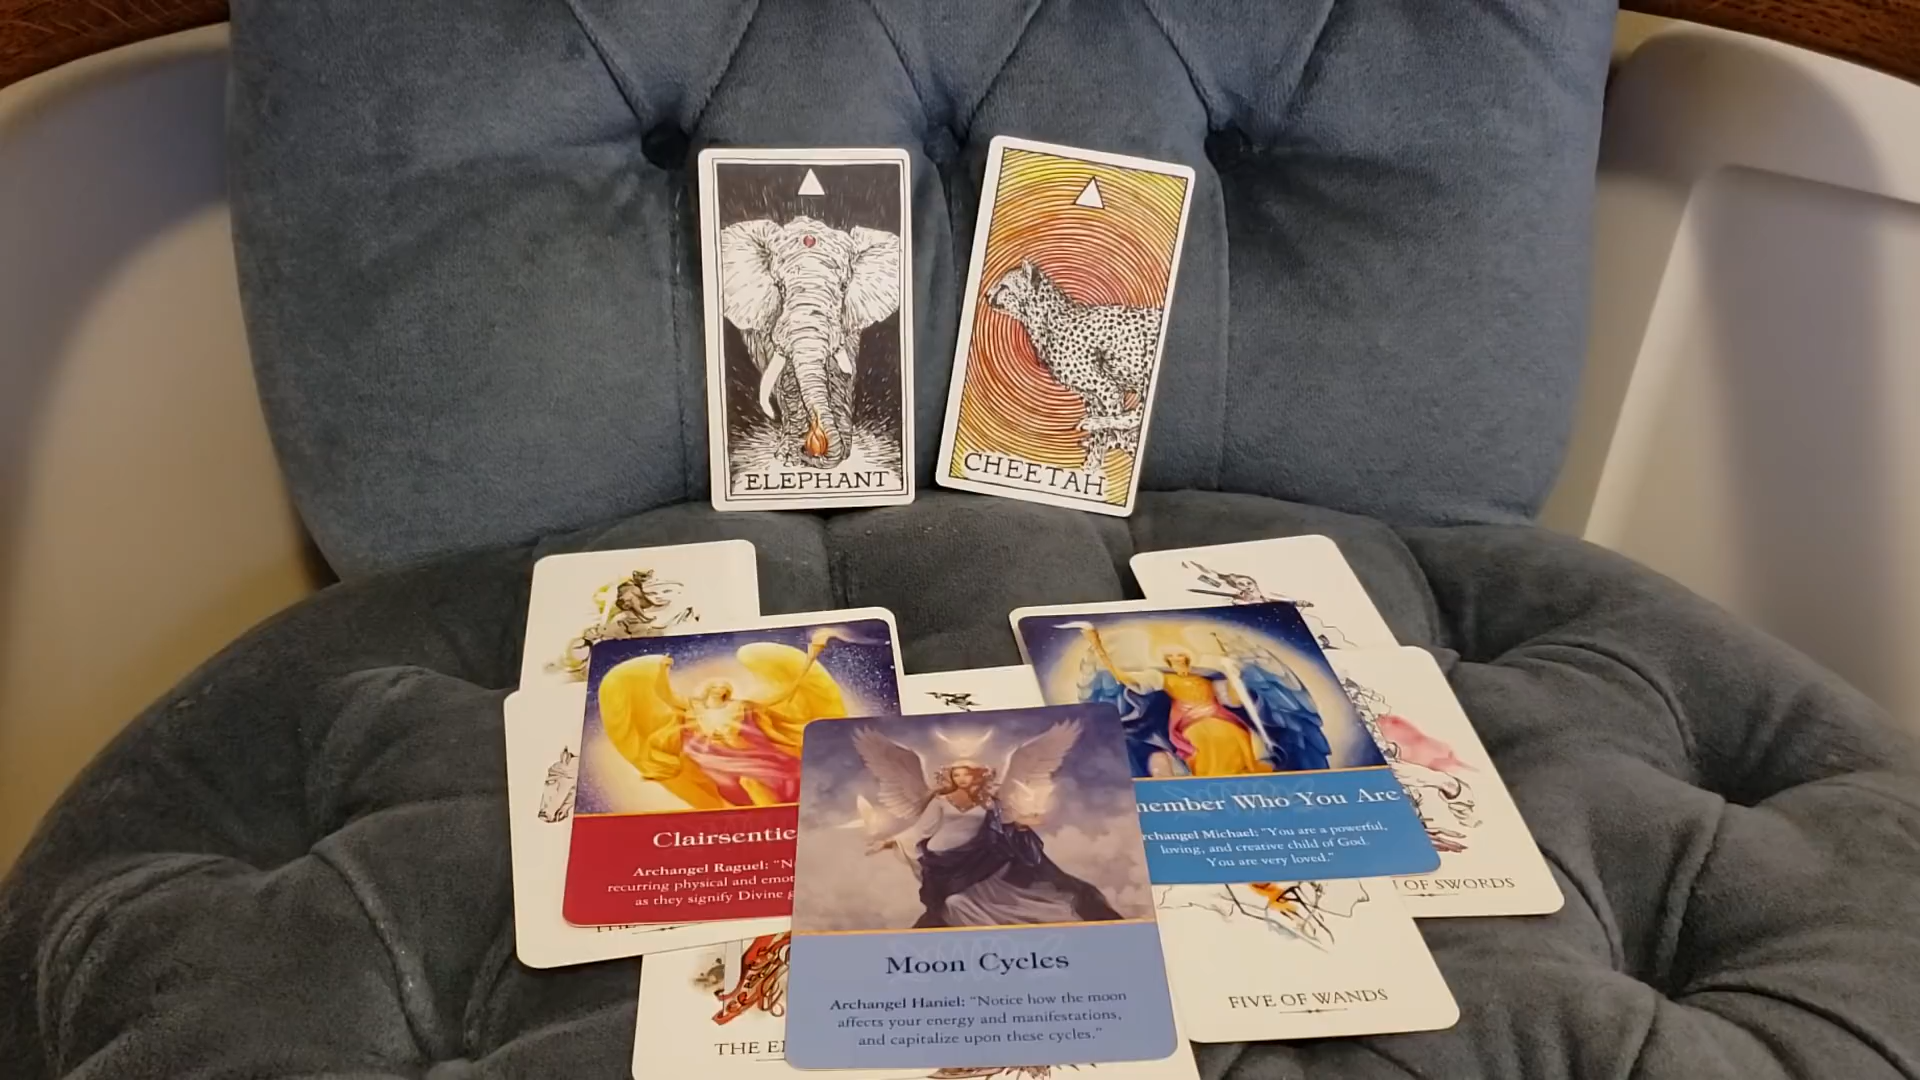 ELEPHANT
CHEETAH
Clairsentie
Archangel Raguel: "N
recurring physical and emot
as they signify Divine g
member Who You Are
rchangel Michael: "You are a powerful,
loving, and creative child of God.
You are very loved."
OF SWORDS
Moon Cycles
Archangel Haniel: "Notice how the moon
affects your energy and manifestations,
and capitalize upon these cycles."
FIVE OF WANDS
THE E